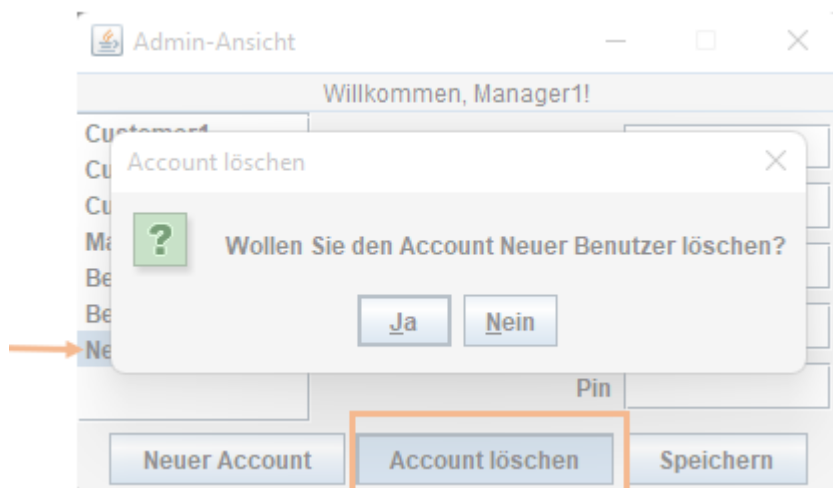 Admin-Ansicht
Willkommen, Manager1!
Customer1
Account löschen
Wollen Sie den Account Neuer Benutzer löschen?
Ja
Nein
Pin
Neuer Account
Account löschen
Speichern